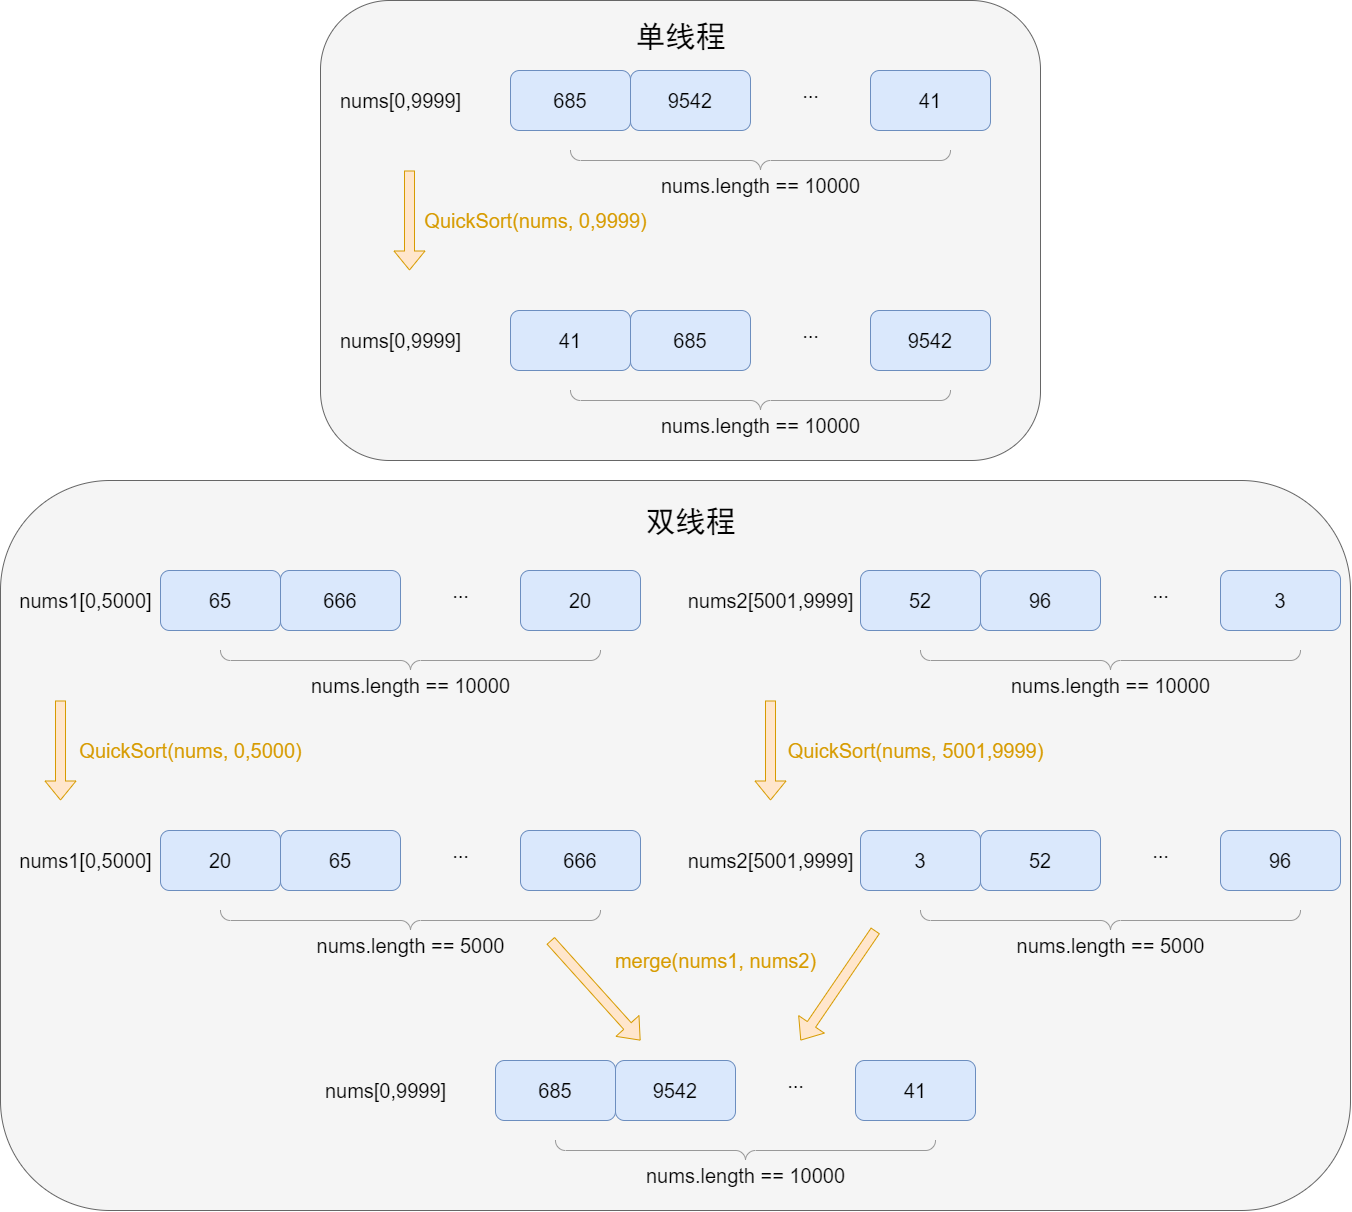 单线程
nums[0,9999] 685 9542 ... 41
nums.length == 10000
QuickSort(nums, 0,9999)
nums[0,9999] 41 685 ... 9542
nums.length == 10000
双线程
nums1[0,5000] 65 666 ... 20 nums2[5001,9999] 52 96 ... 3
nums.length == 10000 nums.length == 10000
QuickSort(nums, 0,5000) QuickSort(nums, 5001,9999)
nums1[0,5000] 20 65 ... 666 nums2[5001,9999] 3 52 ... 96
nums.length == 5000 nums.length == 5000
merge(nums1, nums2)
nums[0,9999] 685 9542 ... 41
nums.length == 10000